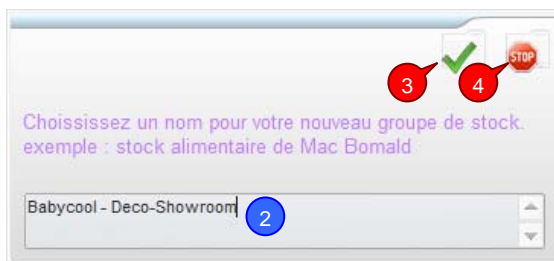 STOP
3
4
Choississez un nom pour votre nouveau groupe de stock.
exemple : stock alimentaire de Mac Bomald
Babycool - Deco-Showroom
2